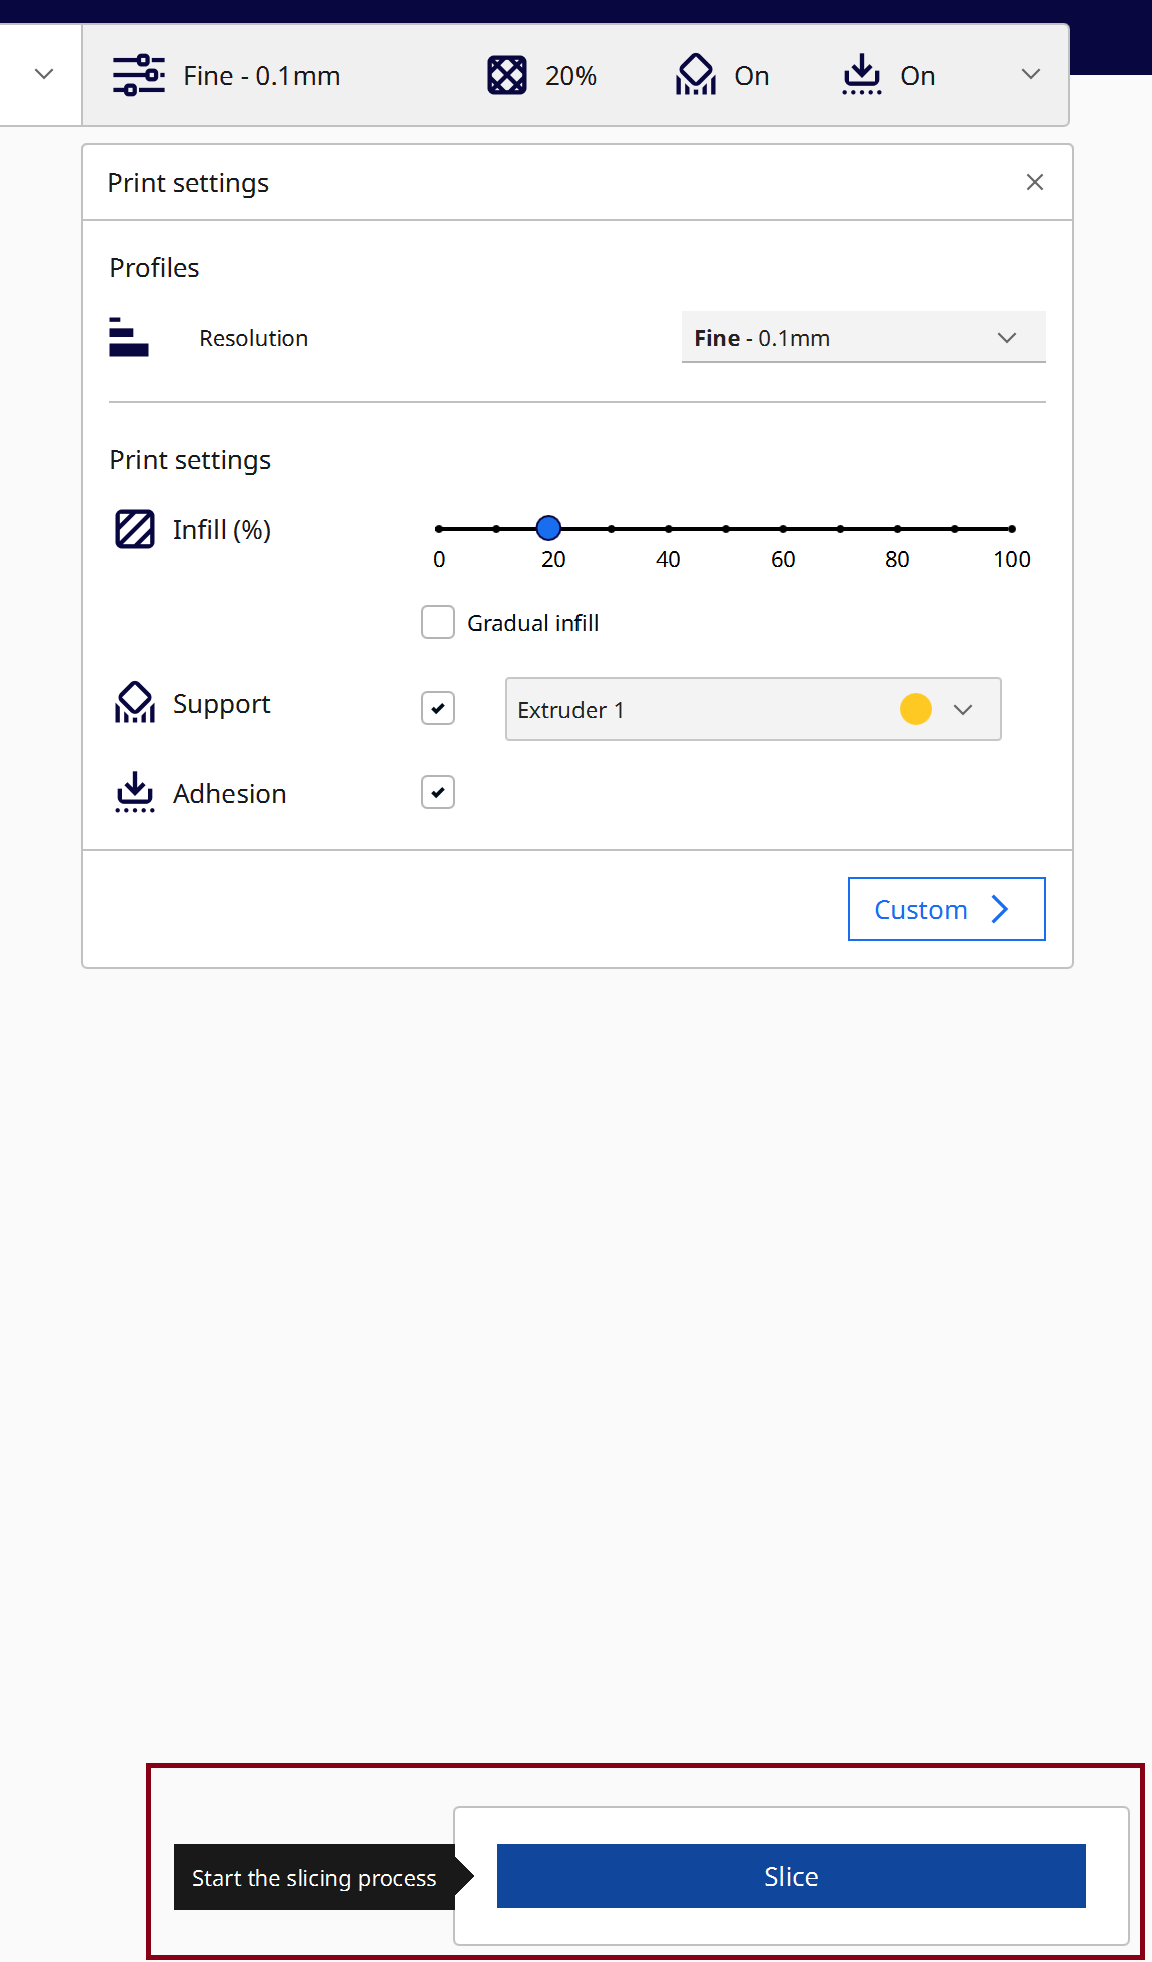 Fine - 0.1mm 20% On On
Print settings
Profiles
Resolution Fine - 0.1mm
Print settings
Infill (%)
0 20 40 60 80 100
Gradual infill
Support Extruder 1
Adhesion
Custom
Start the slicing process Slice